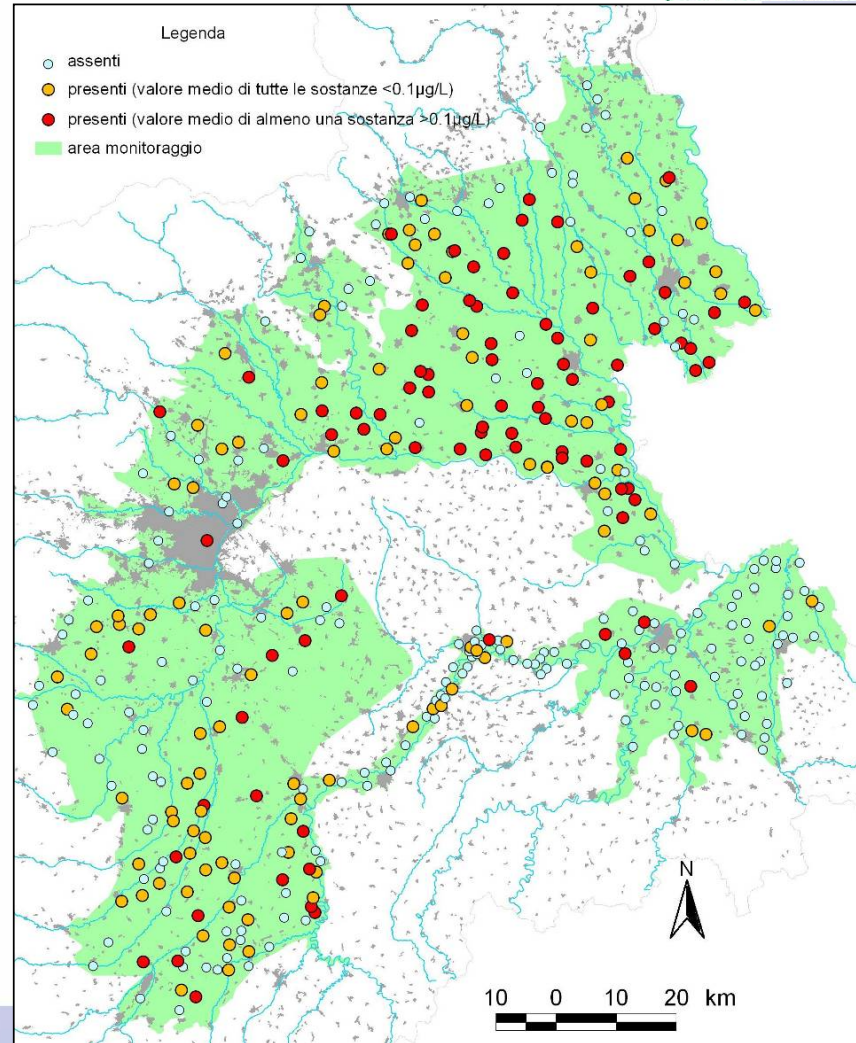 Legenda
assenti
presenti (valore medio di tutte le sostanze <0.1µg/L)
presenti (valore medio di almeno una sostanza >0.1µg/L)
area monitoraggio
N
10 0 10 20 km